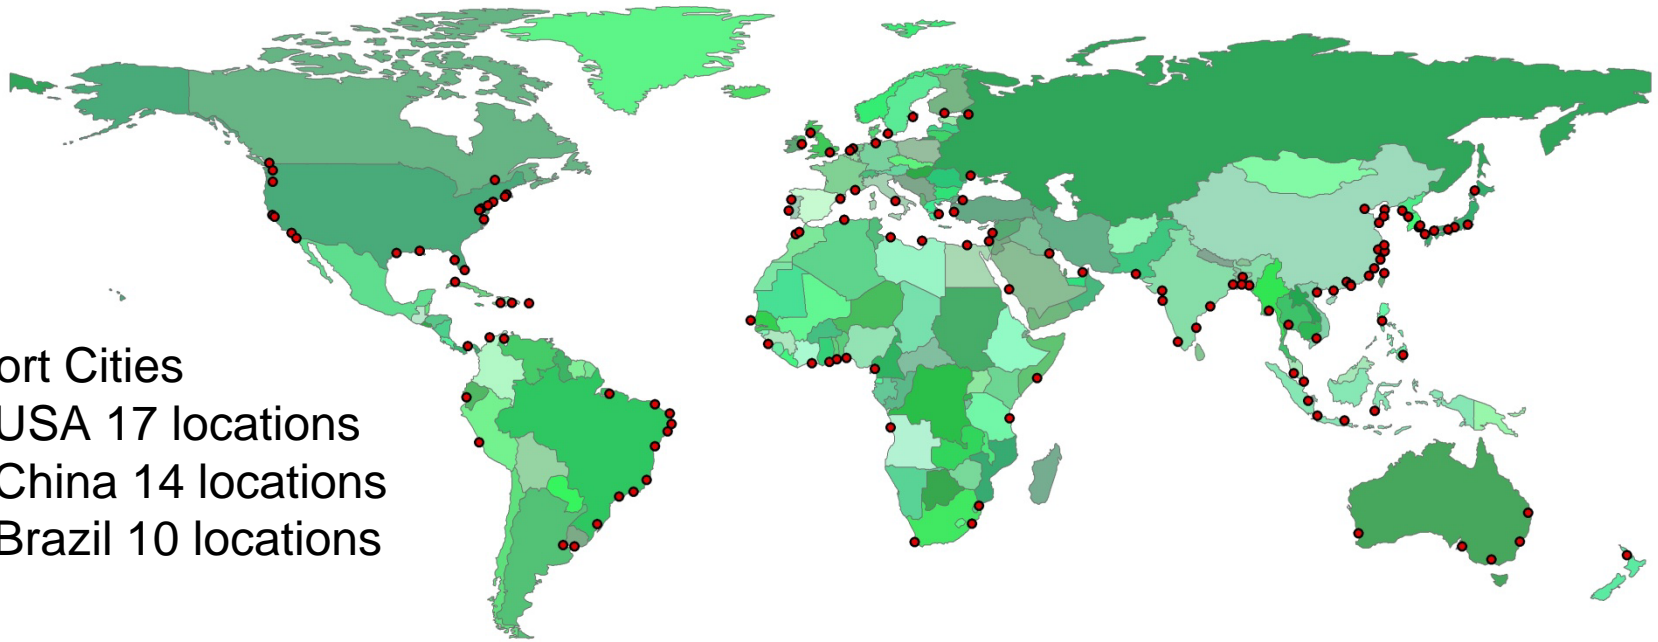 ort Cities
USA 17 locations
China 14 locations
Brazil 10 locations